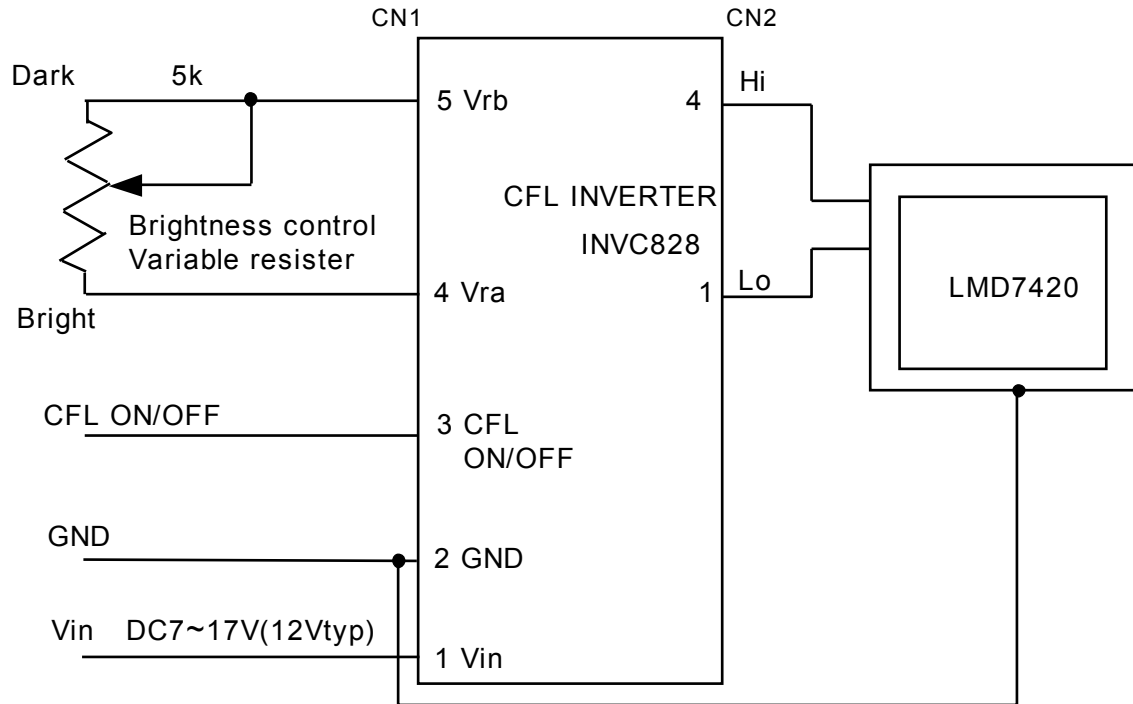 CN1
CN2
Dark
5k
5 Vrb
4
Hi
CFL INVERTER
INVC828
Brightness control
Variable resister
4 Vra
1
Lo
LMD7420
Bright
CFL ON/OFF
3 CFL
ON/OFF
GND
2 GND
Vin DC7~17V(12Vtyp)
1 Vin